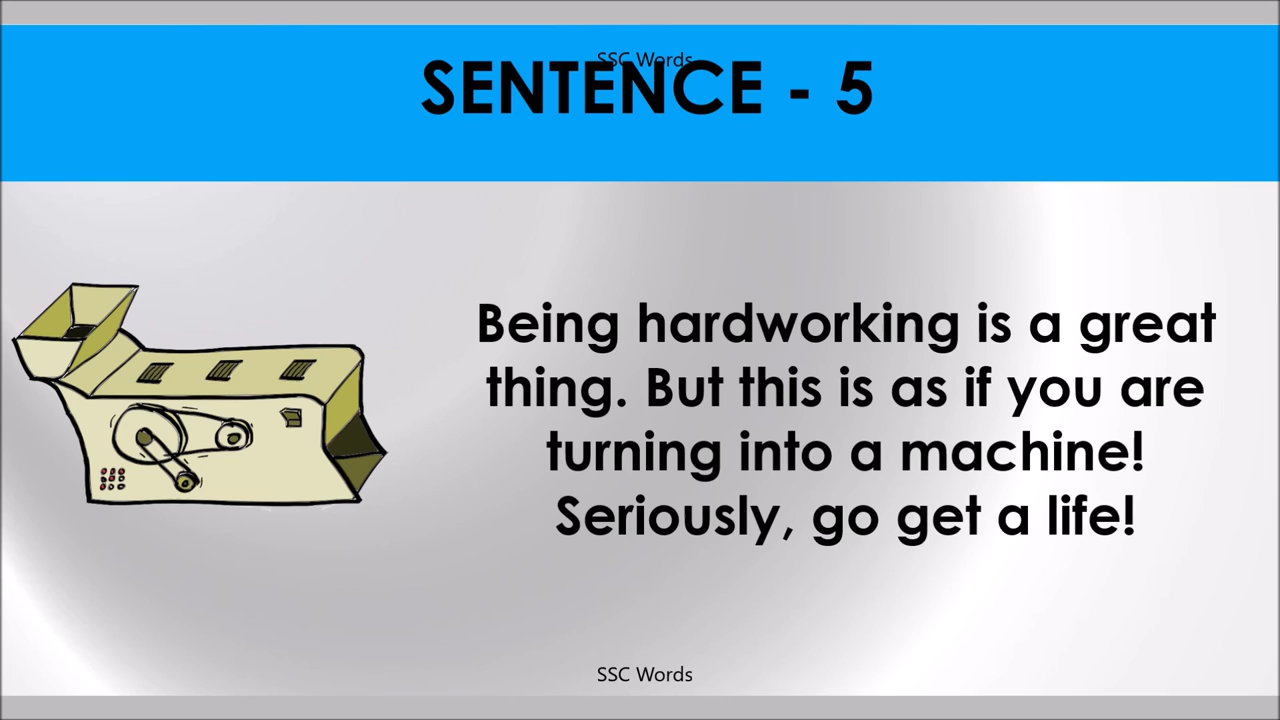 SSC Words
SENTENCE - 5
Being hardworking is a great
thing. But this is as if you are
turning into a machine!
Seriously, go get a life!
SSC Words